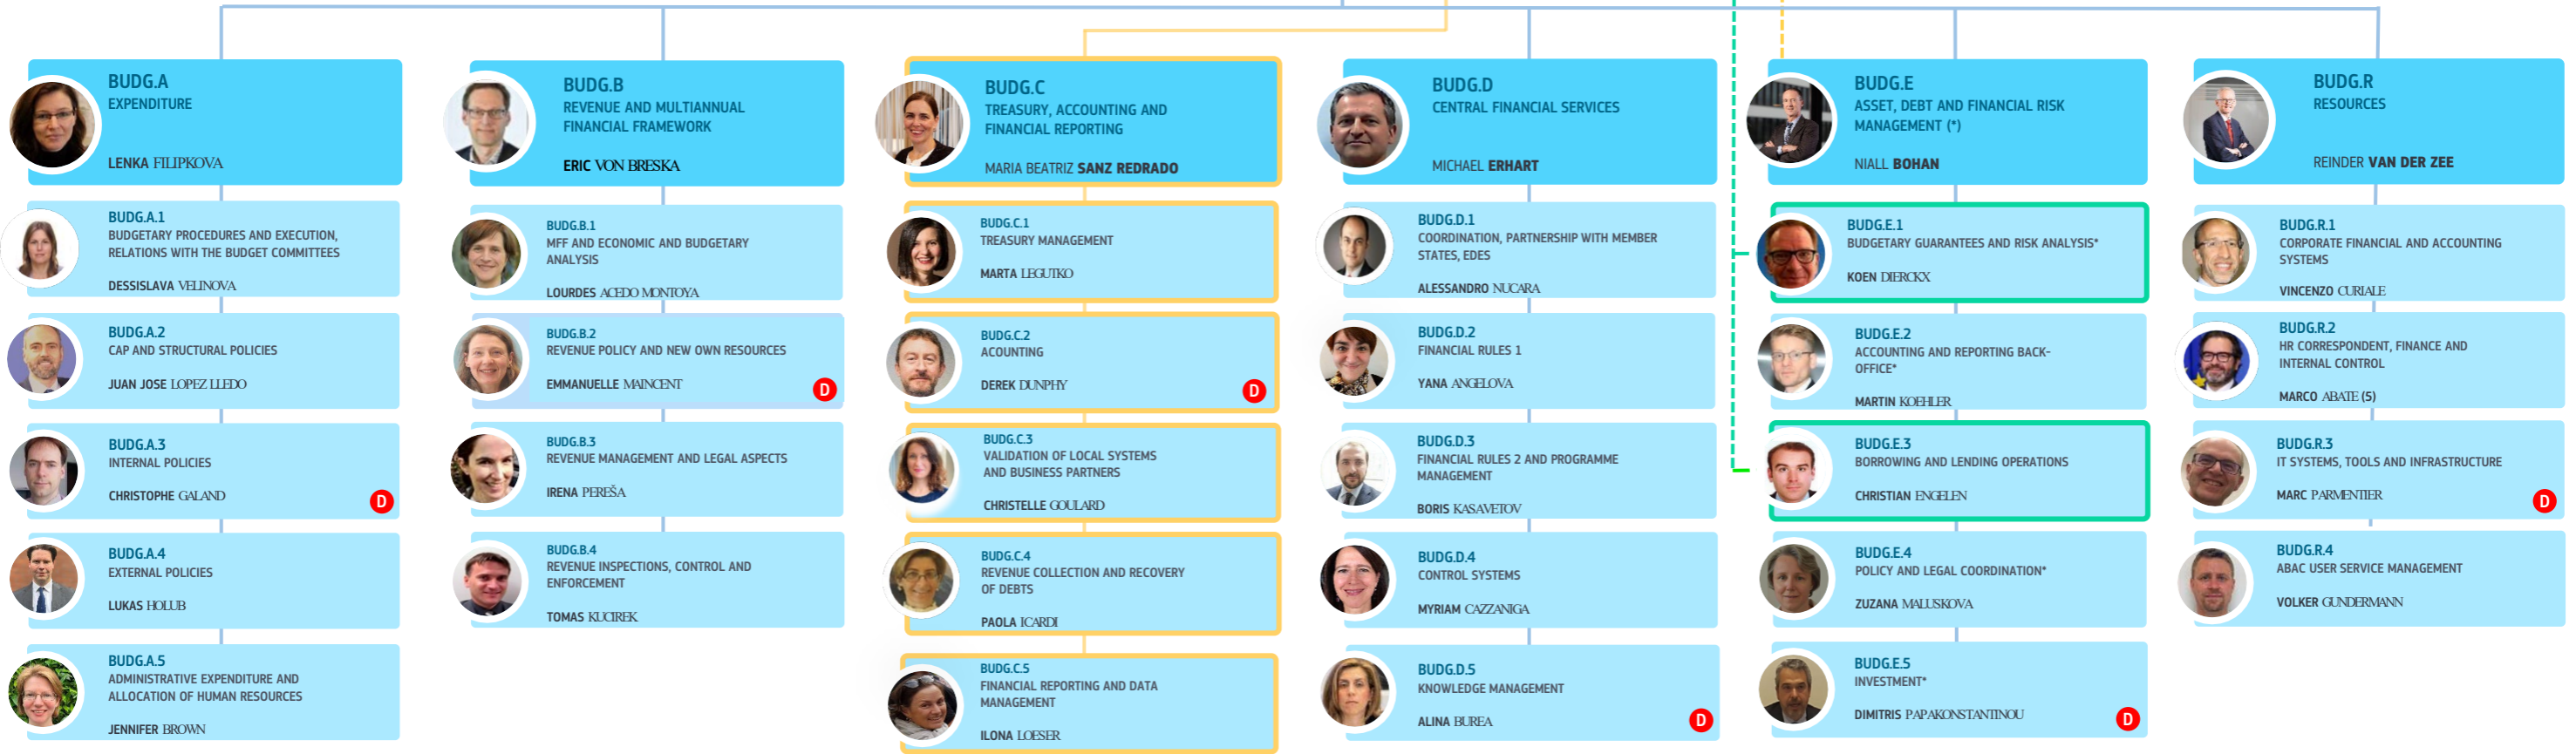 BUDG.A
EXPENDITURE
LENKA FILIPKOVA
BUDG.A.1
BUDGETARY PROCEDURES AND EXECUTION,
RELATIONS WITH THE BUDGET COMMITTEES
DESSISLAVA VELINOVA
BUDG.A.2
CAP AND STRUCTURAL POLICIES
JUAN JOSE LOPEZ LLEDO
BUDG.A.3
INTERNAL POLICIES
CHRISTOPHE GALAND
D
BUDG.A.4
EXTERNAL POLICIES
LUKAS HOLUB
BUDG.A.5
ADMINISTRATIVE EXPENDITURE AND
ALLOCATION OF HUMAN RESOURCES
JENNIFER BROWN
BUDG.B
REVENUE AND MULTIANNUAL
FINANCIAL FRAMEWORK
ERIC VON BRESKA
BUDG.B.1
MFF AND ECONOMIC AND BUDGETARY
ANALYSIS
LOURDES ACEDO MONTOYA
BUDG.B.2
REVENUE POLICY AND NEW OWN RESOURCES
EMMANUELLE MAINCENT
D
BUDG.B.3
REVENUE MANAGEMENT AND LEGAL ASPECTS
IRENA PEREŠA
BUDG.B.4
REVENUE INSPECTIONS, CONTROL AND
ENFORCEMENT
TOMAS KUCIREK
BUDG.C
TREASURY, ACCOUNTING AND
FINANCIAL REPORTING
MARIA BEATRIZ SANZ REDRADO
BUDG.C.1
TREASURY MANAGEMENT
MARTA LEGUTKO
BUDG.C.2
ACOUNTING
DEREK DUNPHY
D
BUDG.C.3
VALIDATION OF LOCAL SYSTEMS
AND BUSINESS PARTNERS
CHRISTELLE GOULARD
BUDG.C.4
REVENUE COLLECTION AND RECOVERY
OF DEBTS
PAOLA ICARDI
BUDG.C.5
FINANCIAL REPORTING AND DATA
MANAGEMENT
ILONA LOESER
BUDG.D
CENTRAL FINANCIAL SERVICES
MICHAEL ERHART
BUDG.D.1
COORDINATION, PARTNERSHIP WITH MEMBER
STATES, EDES
ALESSANDRO NUCARA
BUDG.D.2
FINANCIAL RULES 1
YANA ANGELOVA
BUDG.D.3
FINANCIAL RULES 2 AND PROGRAMME
MANAGEMENT
BORIS KASAVETOV
BUDG.D.4
CONTROL SYSTEMS
MYRIAM CAZZANIGA
BUDG.D.5
KNOWLEDGE MANAGEMENT
ALINA BUREA
D
BUDG.E
ASSET, DEBT AND FINANCIAL RISK
MANAGEMENT (*)
NIALL BOHAN
BUDG.E.1
BUDGETARY GUARANTEES AND RISK ANALYSIS*
KOEN DIERCKX
BUDG.E.2
ACCOUNTING AND REPORTING BACK-
OFFICE*
MARTIN KOEHLER
BUDG.E.3
BORROWING AND LENDING OPERATIONS
CHRISTIAN ENGELEN
BUDG.E.4
POLICY AND LEGAL COORDINATION*
ZUZANA MALUSKOVA
BUDG.E.5
INVESTMENT*
DIMITRIS PAPAKONSTANTINOU
D
BUDG.R
RESOURCES
REINDER VAN DER ZEE
BUDG.R.1
CORPORATE FINANCIAL AND ACCOUNTING
SYSTEMS
VINCENZO CURIALE
BUDG.R.2
HR CORRESPONDENT, FINANCE AND
INTERNAL CONTROL
MARCO ABATE (5)
BUDG.R.3
IT SYSTEMS, TOOLS AND INFRASTRUCTURE
MARC PARMENTIER
D
BUDG.R.4
ABAC USER SERVICE MANAGEMENT
VOLKER GUNDERMANN